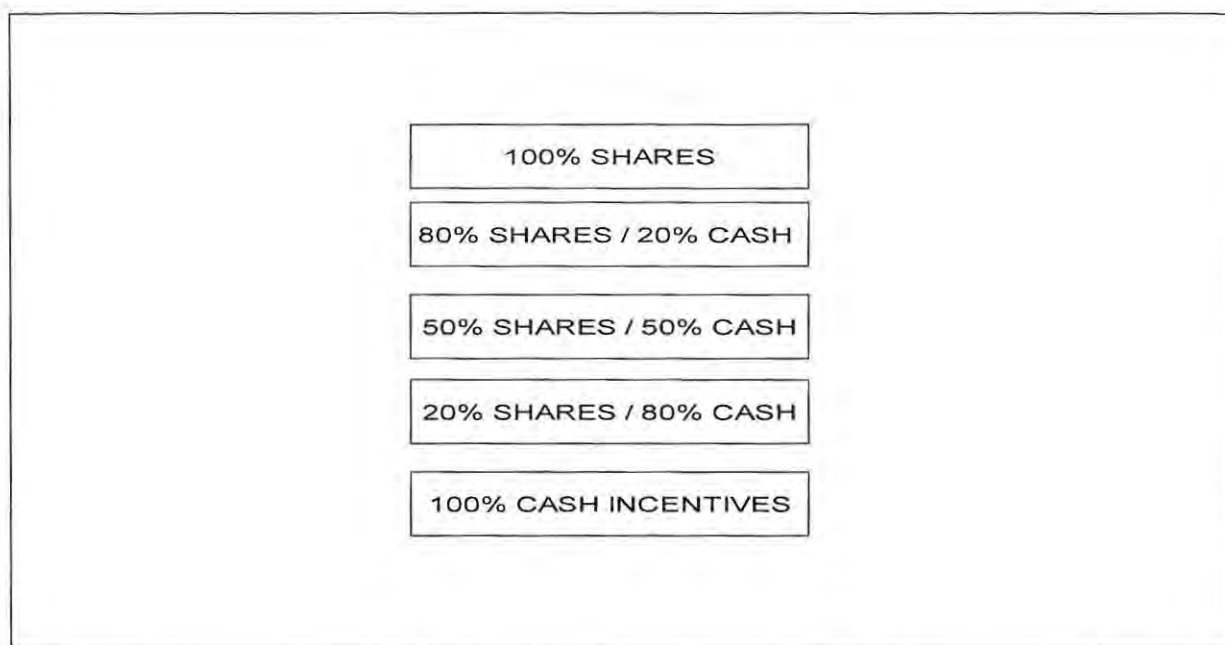 100% SHARES
80% SHARES / 20% CASH
50% SHARES / 50% CASH
20% SHARES / 80% CASH
100% CASH INCENTIVES